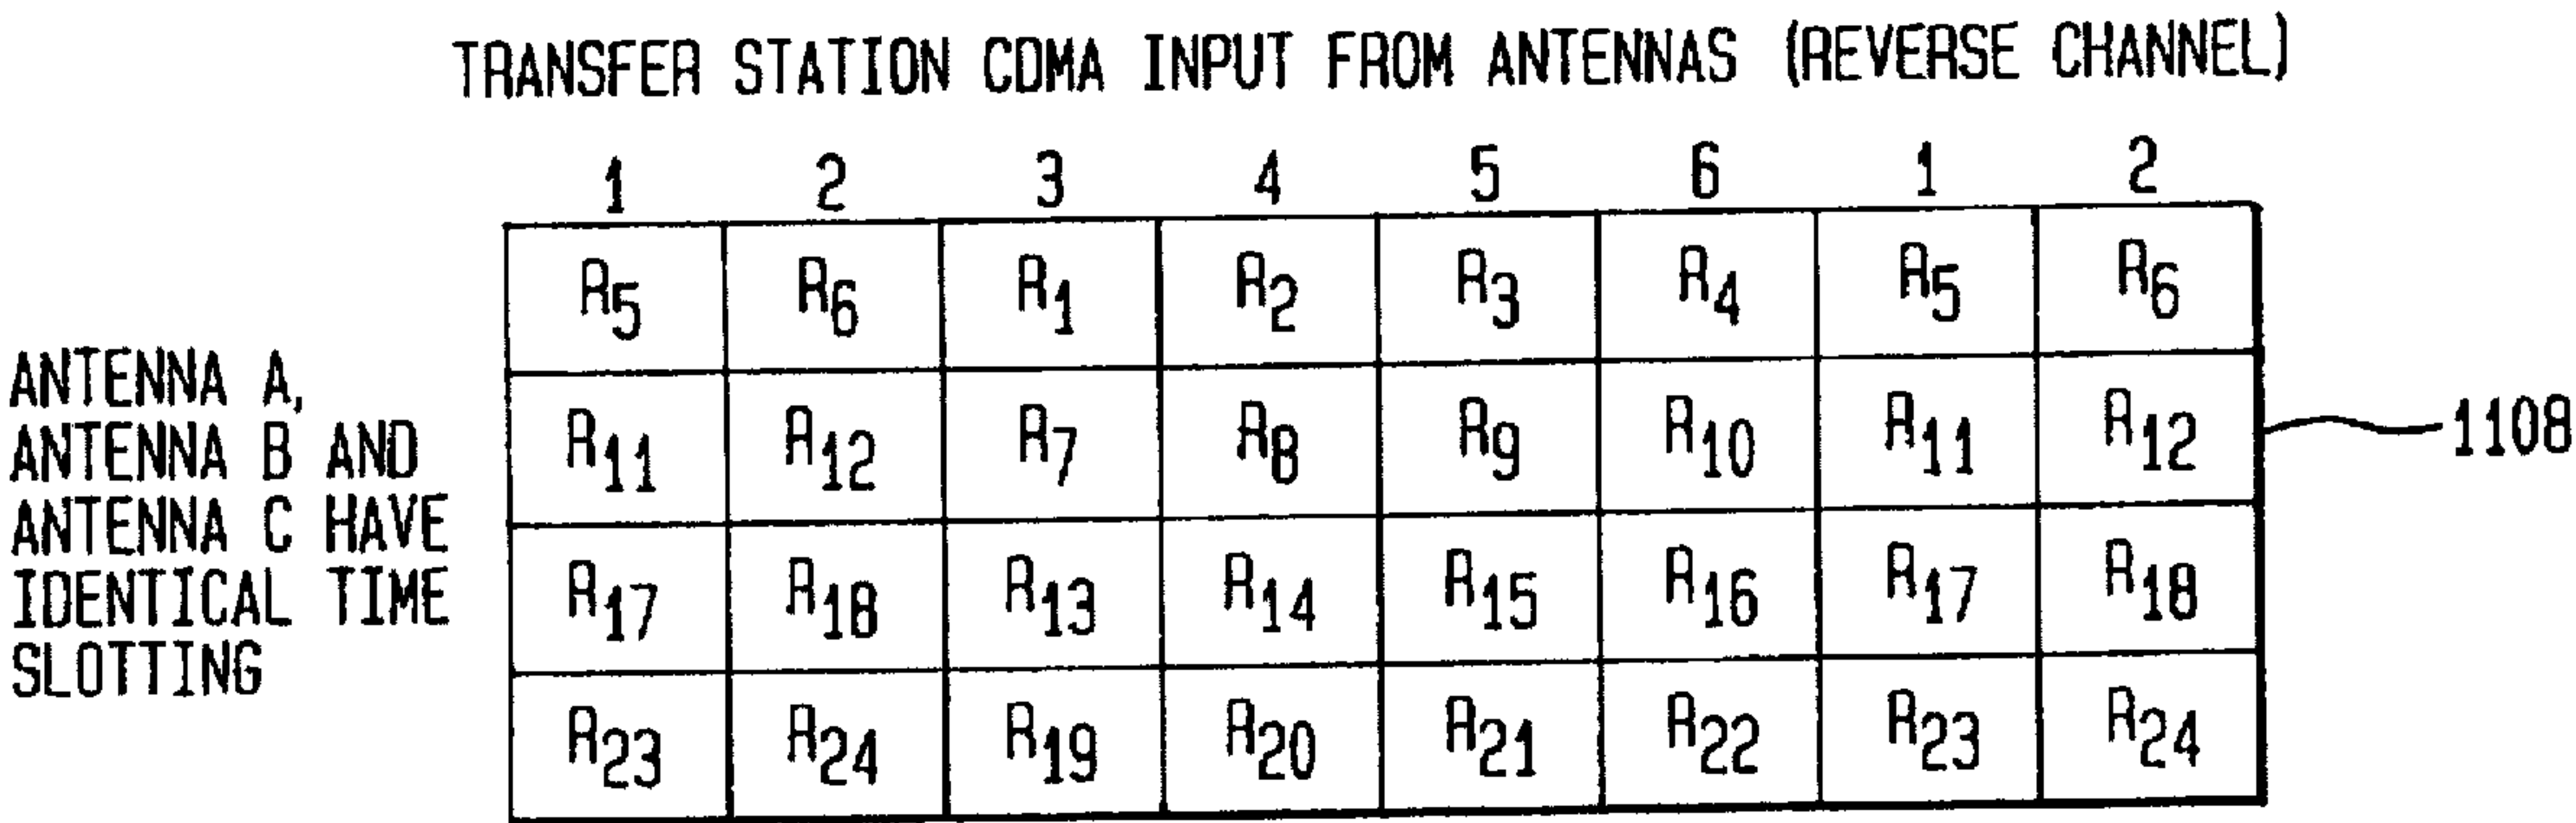 TRANSFER STATION CDMA INPUT FROM ANTENNAS (REVERSE CHANNEL)
1 2 3 4 5 6 1 2
R5 R6 R1 R2 R3 R4 R5 R6
ANTENNA A,
ANTENNA B AND
ANTENNA C HAVE
IDENTICAL TIME
SLOTTING
R11 R12 R7 R8 R9 R10 R11 R12
1108
R17 R18 R13 R14 R15 R16 R17 R18
R23 R24 R19 R20 R21 R22 R23 R24